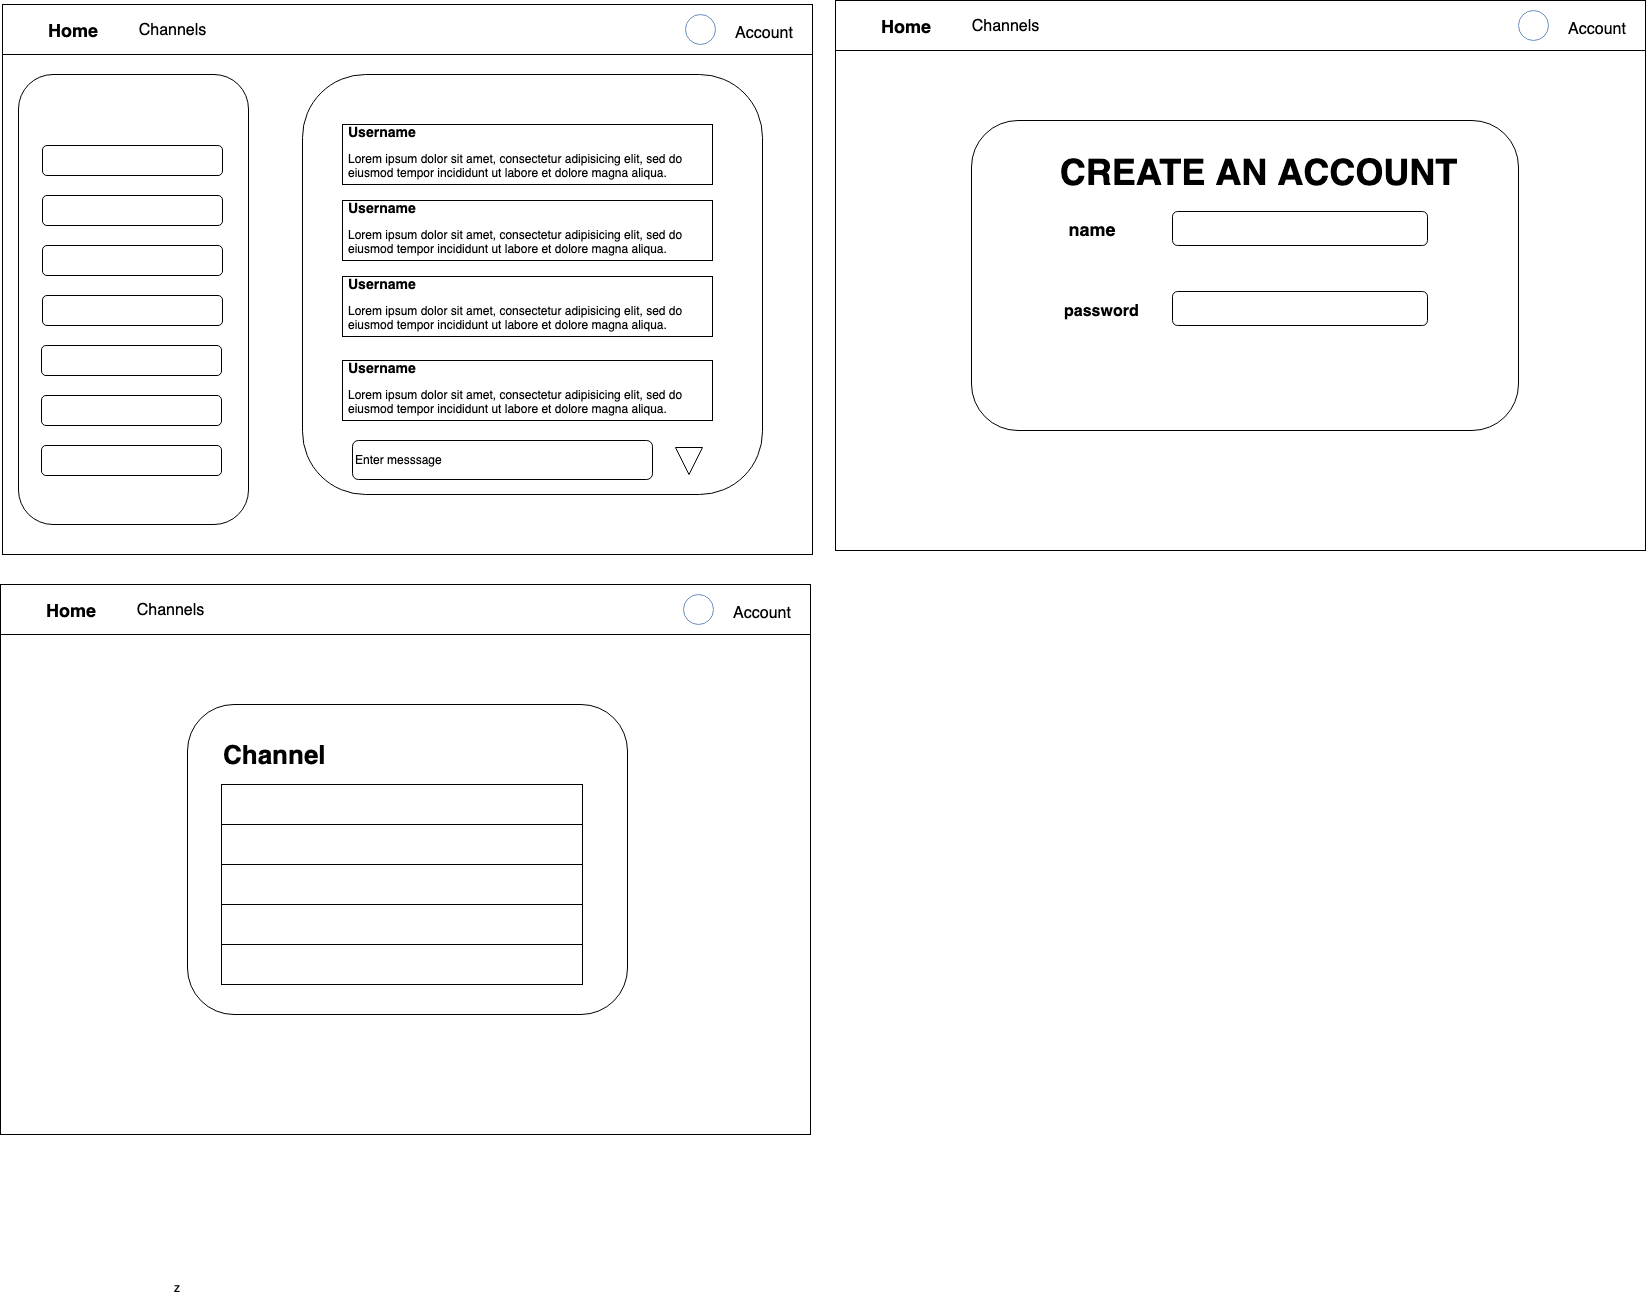 Home
Channels
Account
Username
Lorem ipsum dolor sit amet, consectetur adipisicing elit, sed do
eiusmod tempor incididunt ut labore et dolore magna aliqua.
Username
Lorem ipsum dolor sit amet, consectetur adipisicing elit, sed do
eiusmod tempor incididunt ut labore et dolore magna aliqua.
Username
Lorem ipsum dolor sit amet, consectetur adipisicing elit, sed do
eiusmod tempor incididunt ut labore et dolore magna aliqua.
Username
Lorem ipsum dolor sit amet, consectetur adipisicing elit, sed do
eiusmod tempor incididunt ut labore et dolore magna aliqua.
Enter messsage
Home
Channels
Account
CREATE AN ACCOUNT
name
password
Home
Channels
Account
Channel
z